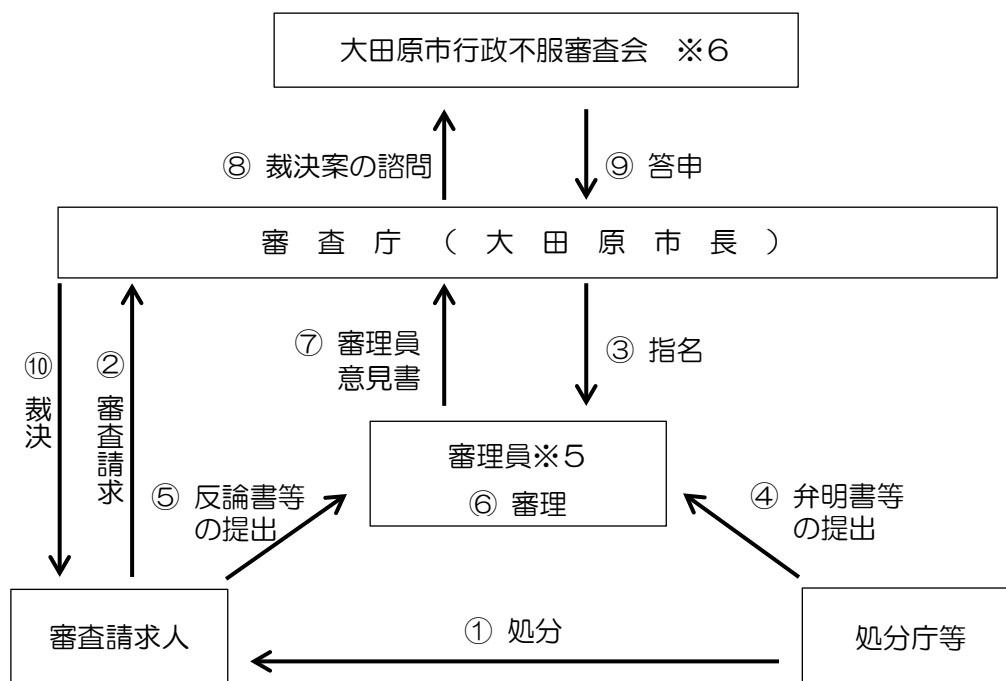 大田原市行政不服審査会　※６
⑧ 裁決案の諮問
⑨ 答申
審　査　庁　（　大　田　原　市　長　）
⑩ 裁決
② 審査請求
⑦ 審理員
意見書
③ 指名
審理員※５
⑥ 審理
⑤ 反論書等
の提出
④ 弁明書等
の提出
審査請求人
① 処分
処分庁等